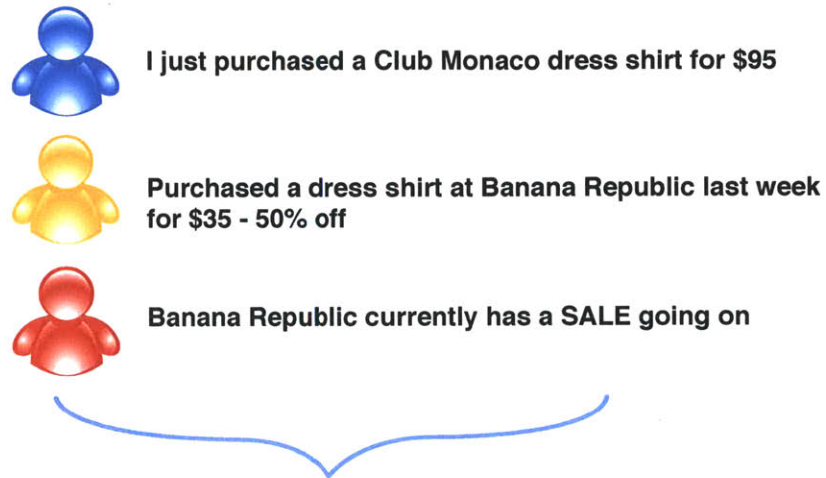 I just purchased a Club Monaco dress shirt for $95
Purchased a dress shirt at Banana Republic last week
for $35 - 50% off
Banana Republic currently has a SALE going on